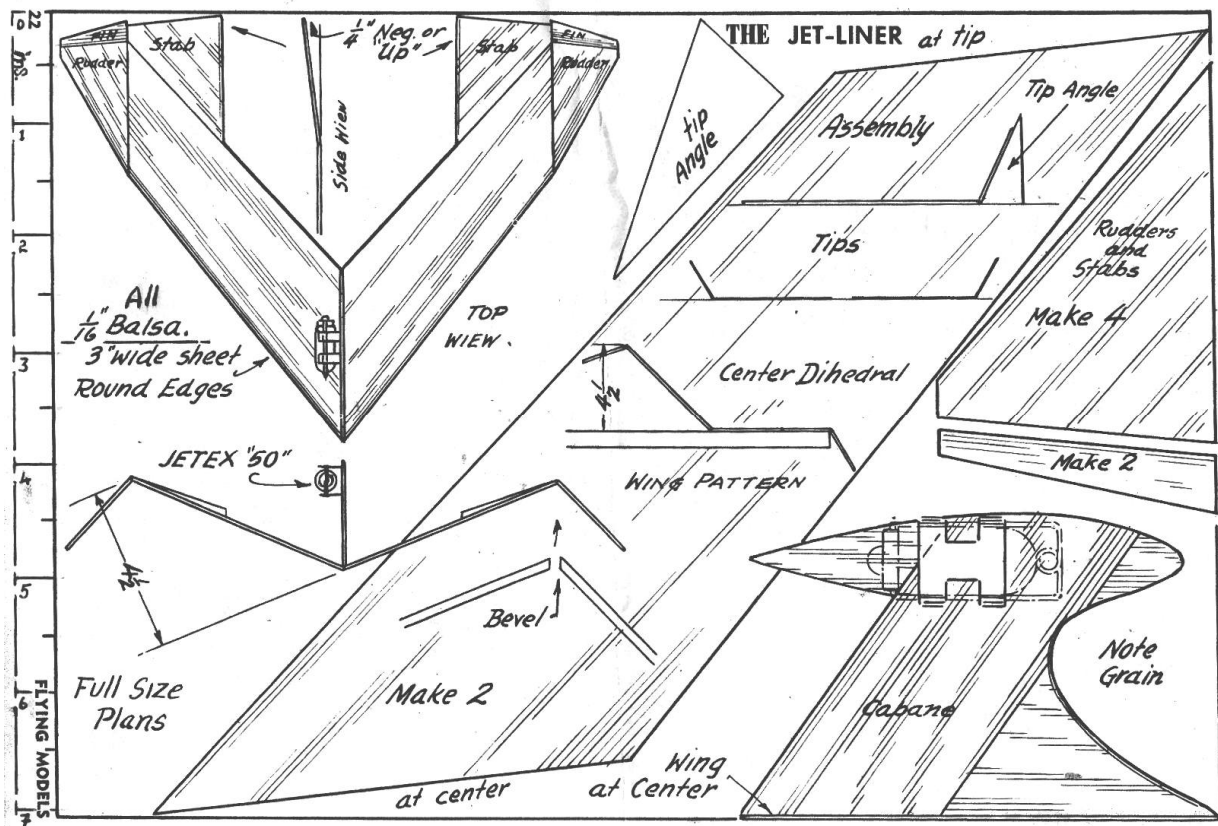 22
THE JET-LINER at tip
FIN
Stab
1/4" Neg. or
"Up"
Stab
FIN
Rudder
Rudder
Side Wiew
tip
Angle
Assembly
Tip Angle
Tips
Rudders
and
Stabs
Make 4
All
1/16" Balsa.
3" wide sheet
Round Edges
TOP
WIEW.
Center Dihedral
4 1/2
JETEX "50"
WING PATTERN
Make 2
4 1/2
Bevel
Full Size
Plans
Make 2
Note
Grain
Cabane
Wing
at Center
at center
0 ins.
1
2
3
4
5
6
7
FLYING MODELS